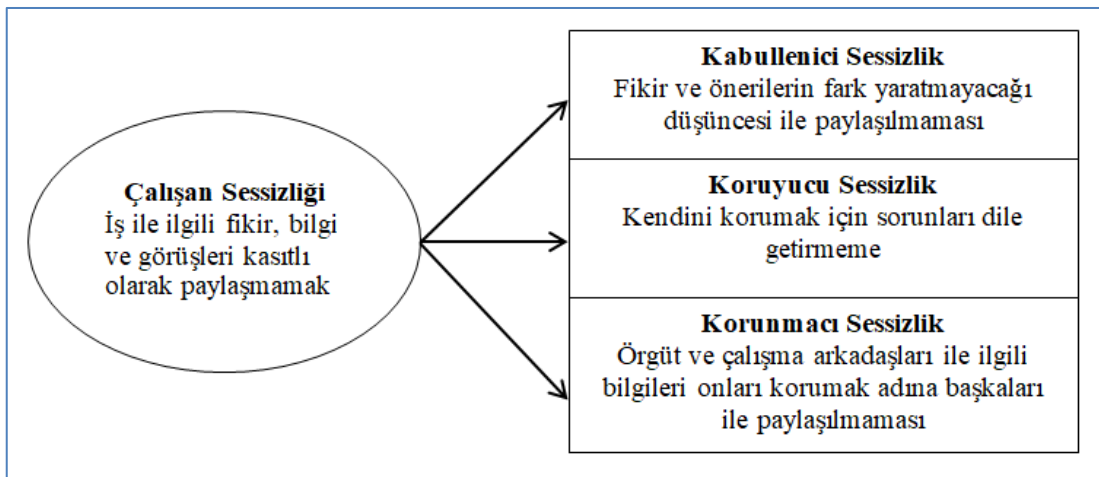 Çalışan Sessizliği
İş ile ilgili fikir, bilgi
ve görüşleri kasıtlı
olarak paylaşmamak
Kabullenici Sessizlik
Fikir ve önerilerin fark yaratmayacağı
düşüncesi ile paylaşılmaması
Koruyucu Sessizlik
Kendini korumak için sorunları dile
getirmeme
Korunmacı Sessizlik
Örgüt ve çalışma arkadaşları ile ilgili
bilgileri onları korumak adına başkaları
ile paylaşılmaması